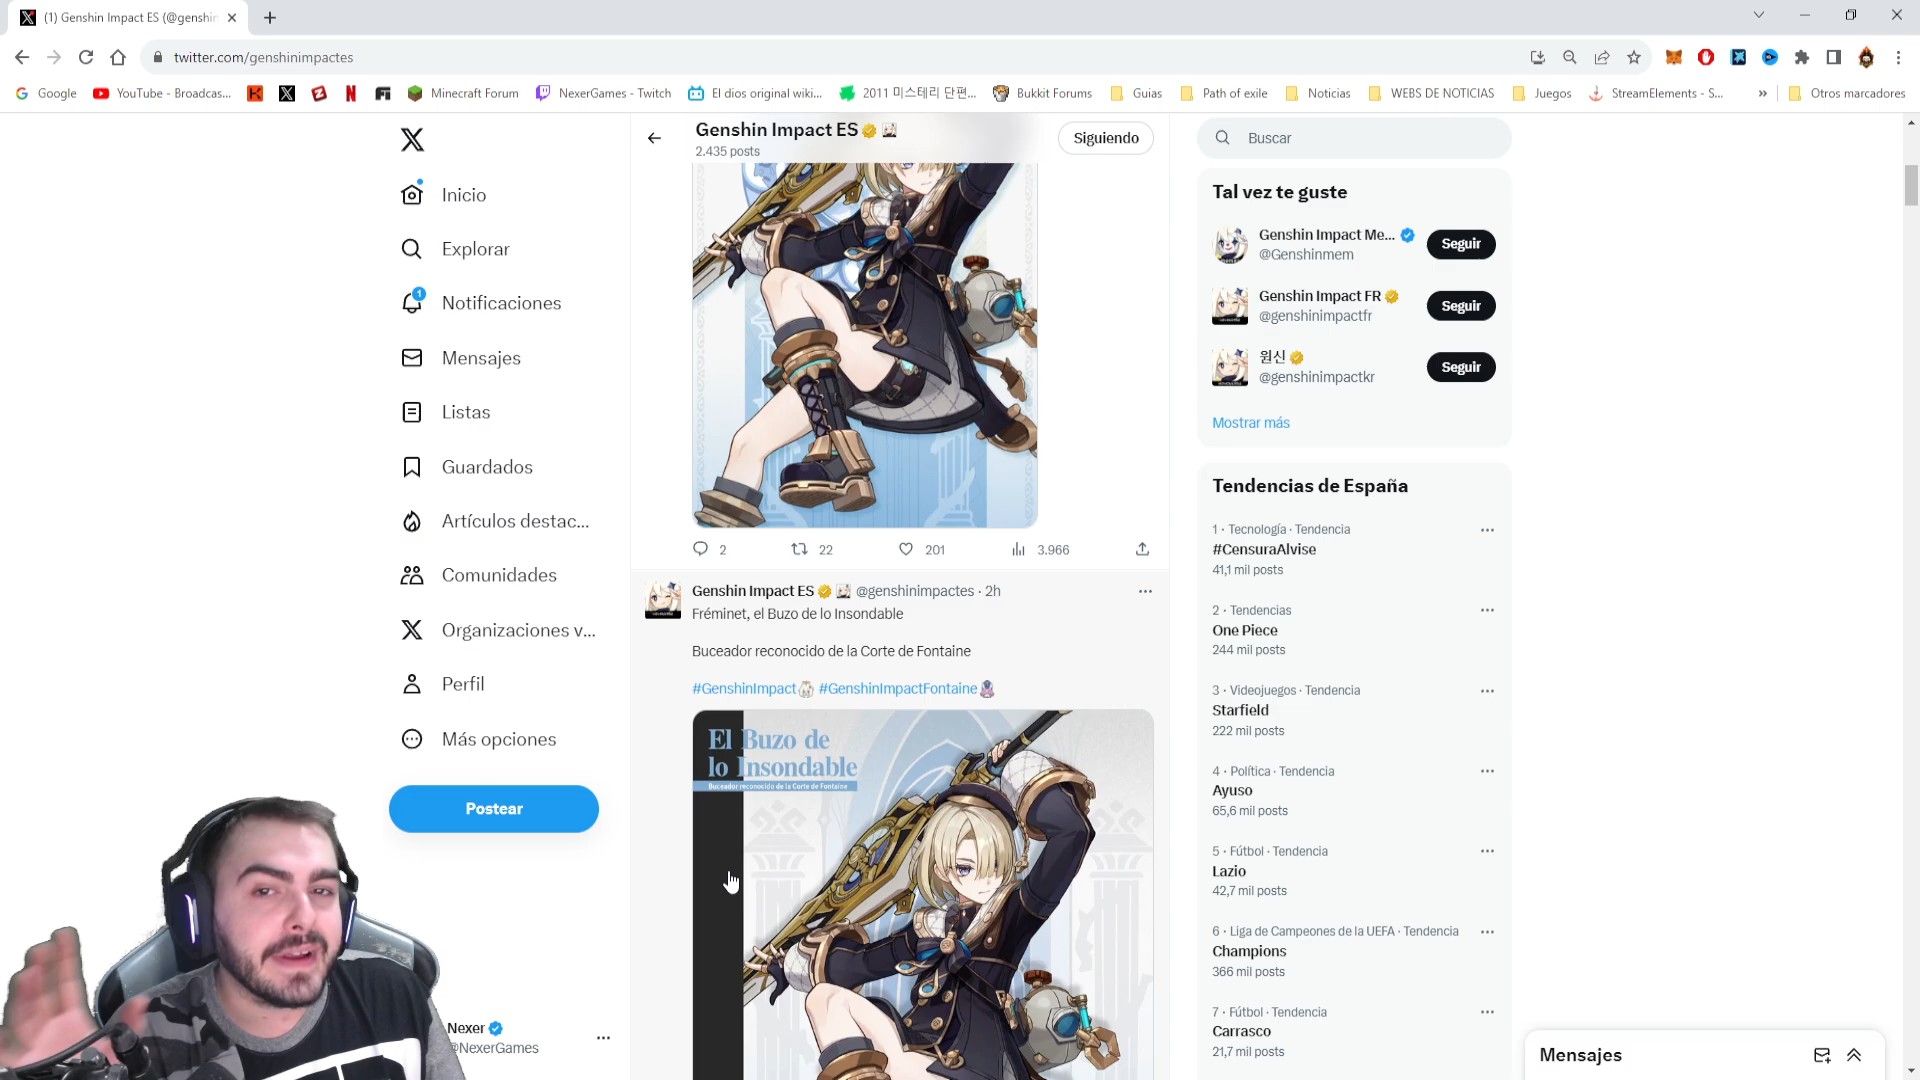 (1) Genshin Impact ES (@genshin
twitter.com/genshinimpactes
Google
YouTube - Broadcas...
Minecraft Forum
NexerGames - Twitch
El dios original wiki...
2011 미스테리 단편...
Bukkit Forums
Guias
Path of exile
Noticias
WEBS DE NOTICIAS
Juegos
StreamElements - S...
»
Otros marcadores
Inicio
Explorar
1
Notificaciones
Mensajes
Listas
Guardados
Artículos destac...
Comunidades
Organizaciones v...
Perfil
Más opciones
Postear
Nexer
@NexerGames
Genshin Impact ES
2.435 posts
Siguiendo
2
22
201
3.966
Genshin Impact ES @genshinimpactes · 2h
Fréminet, el Buzo de lo Insondable
Buceador reconocido de la Corte de Fontaine
#GenshinImpact #GenshinImpactFontaine
El Buzo de
lo Insondable
Buceador reconocido de la Corte de Fontaine
Buscar
Tal vez te guste
Genshin Impact Me...
@Genshinmem
Seguir
Genshin Impact FR
@genshinimpactfr
Seguir
원신
@genshinimpactkr
Seguir
Mostrar más
Tendencias de España
1 · Tecnología · Tendencia
#CensuraAlvise
41,1 mil posts
2 · Tendencias
One Piece
244 mil posts
3 · Videojuegos · Tendencia
Starfield
222 mil posts
4 · Política · Tendencia
Ayuso
65,6 mil posts
5 · Fútbol · Tendencia
Lazio
42,7 mil posts
6 · Liga de Campeones de la UEFA · Tendencia
Champions
366 mil posts
7 · Fútbol · Tendencia
Carrasco
21,7 mil posts
Mensajes